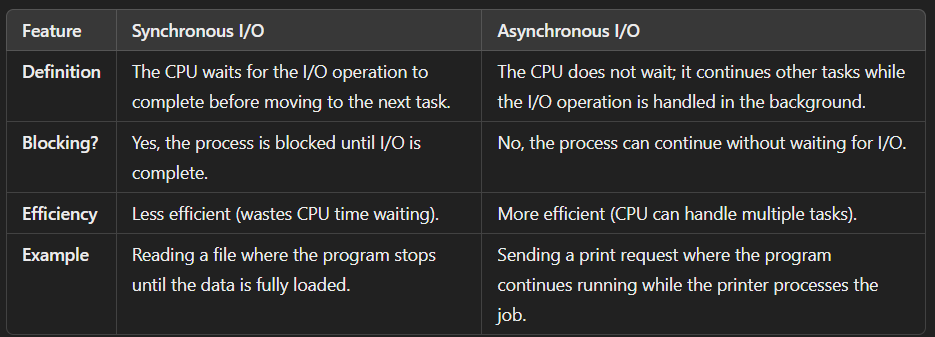 Feature Synchronous I/O Asynchronous I/O
Definition The CPU waits for the I/O operation to The CPU does not wait; it continues other tasks while
complete before moving to the next task. the I/O operation is handled in the background.
Blocking? Yes, the process is blocked until I/O is No, the process can continue without waiting for I/O.
complete.
Efficiency Less efficient (wastes CPU time waiting). More efficient (CPU can handle multiple tasks).
Example Reading a file where the program stops Sending a print request where the program
until the data is fully loaded. continues running while the printer processes the
job.